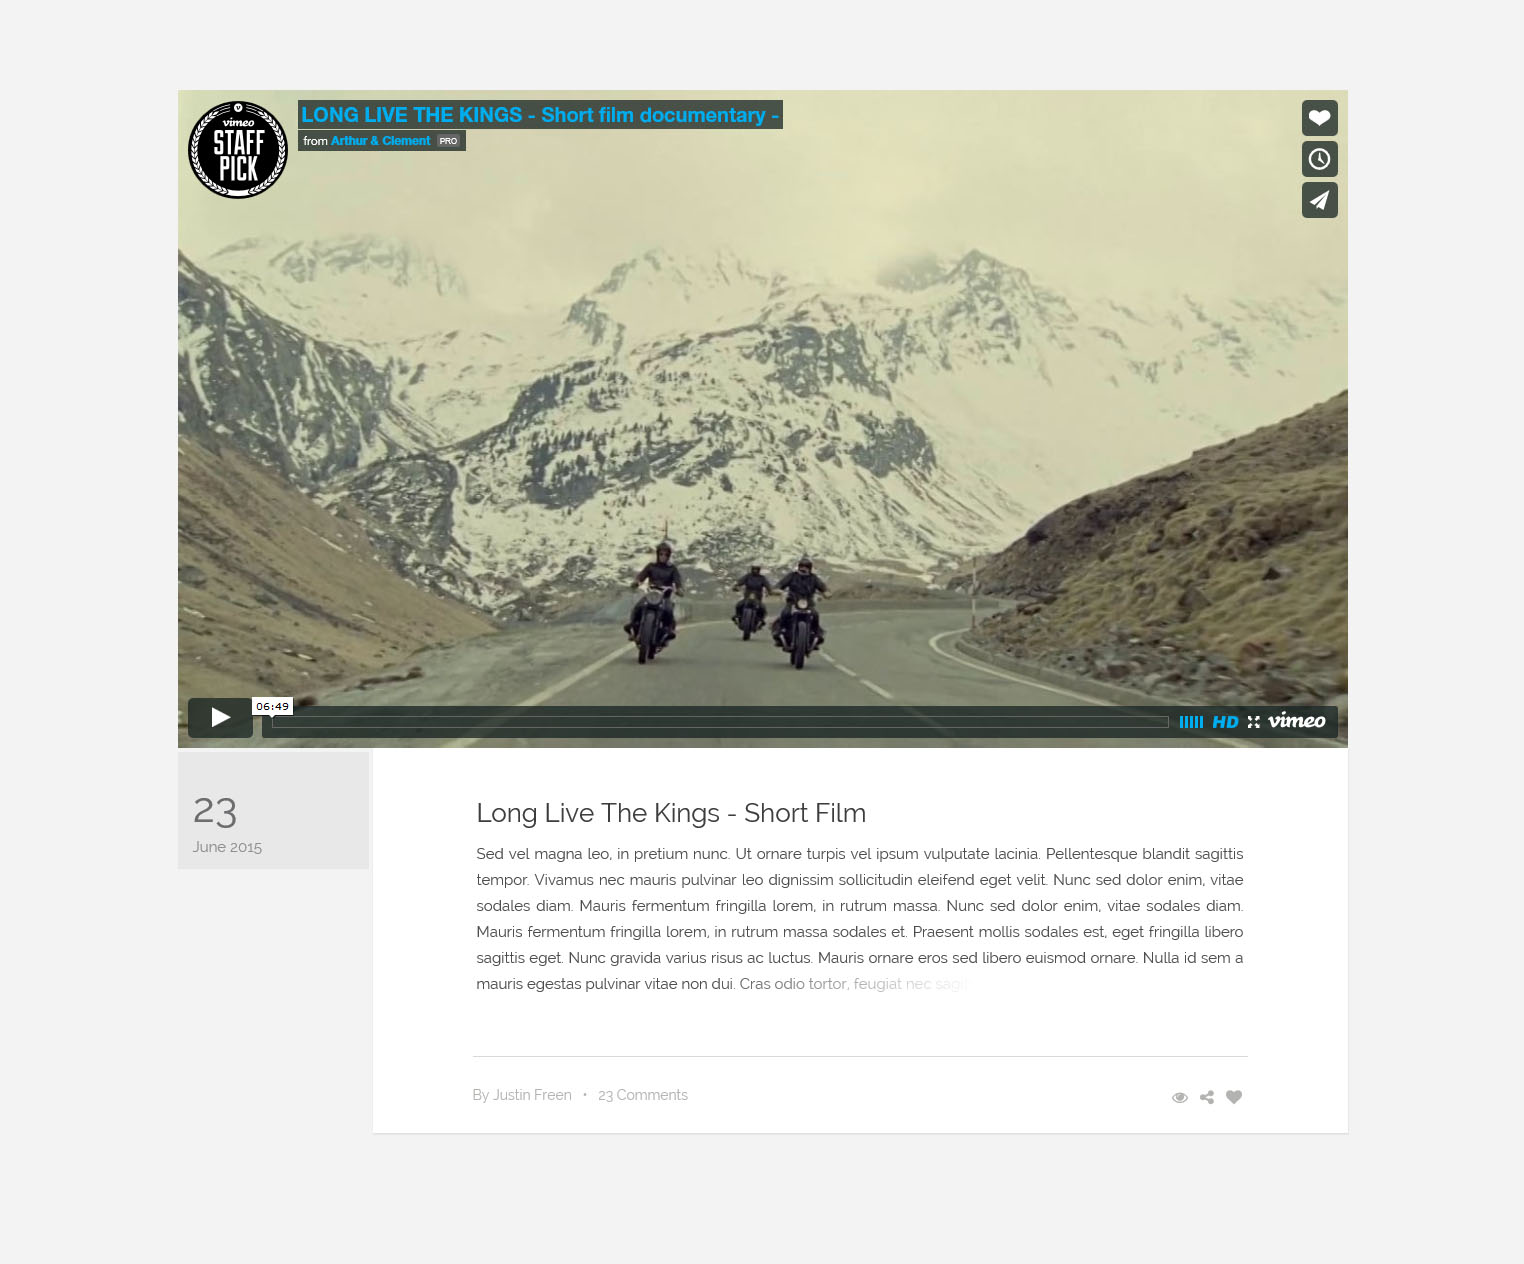 vimeo
STAFF
PICK
LONG LIVE THE KINGS - Short film documentary -
from Arthur & Clement PRO
06:49
HD vimeo
23
June 2015
Long Live The Kings - Short Film
Sed vel magna leo, in pretium nunc. Ut ornare turpis vel ipsum vulputate lacinia. Pellentesque blandit sagittis
tempor. Vivamus nec mauris pulvinar leo dignissim sollicitudin eleifend eget velit. Nunc sed dolor enim, vitae
sodales diam. Mauris fermentum fringilla lorem, in rutrum massa. Nunc sed dolor enim, vitae sodales diam.
Mauris fermentum fringilla lorem, in rutrum massa sodales et. Praesent mollis sodales est, eget fringilla libero
sagittis eget. Nunc gravida varius risus ac luctus. Mauris ornare eros sed libero euismod ornare. Nulla id sem a
mauris egestas pulvinar vitae non dui. Cras odio tortor, feugiat nec
By Justin Freen • 23 Comments